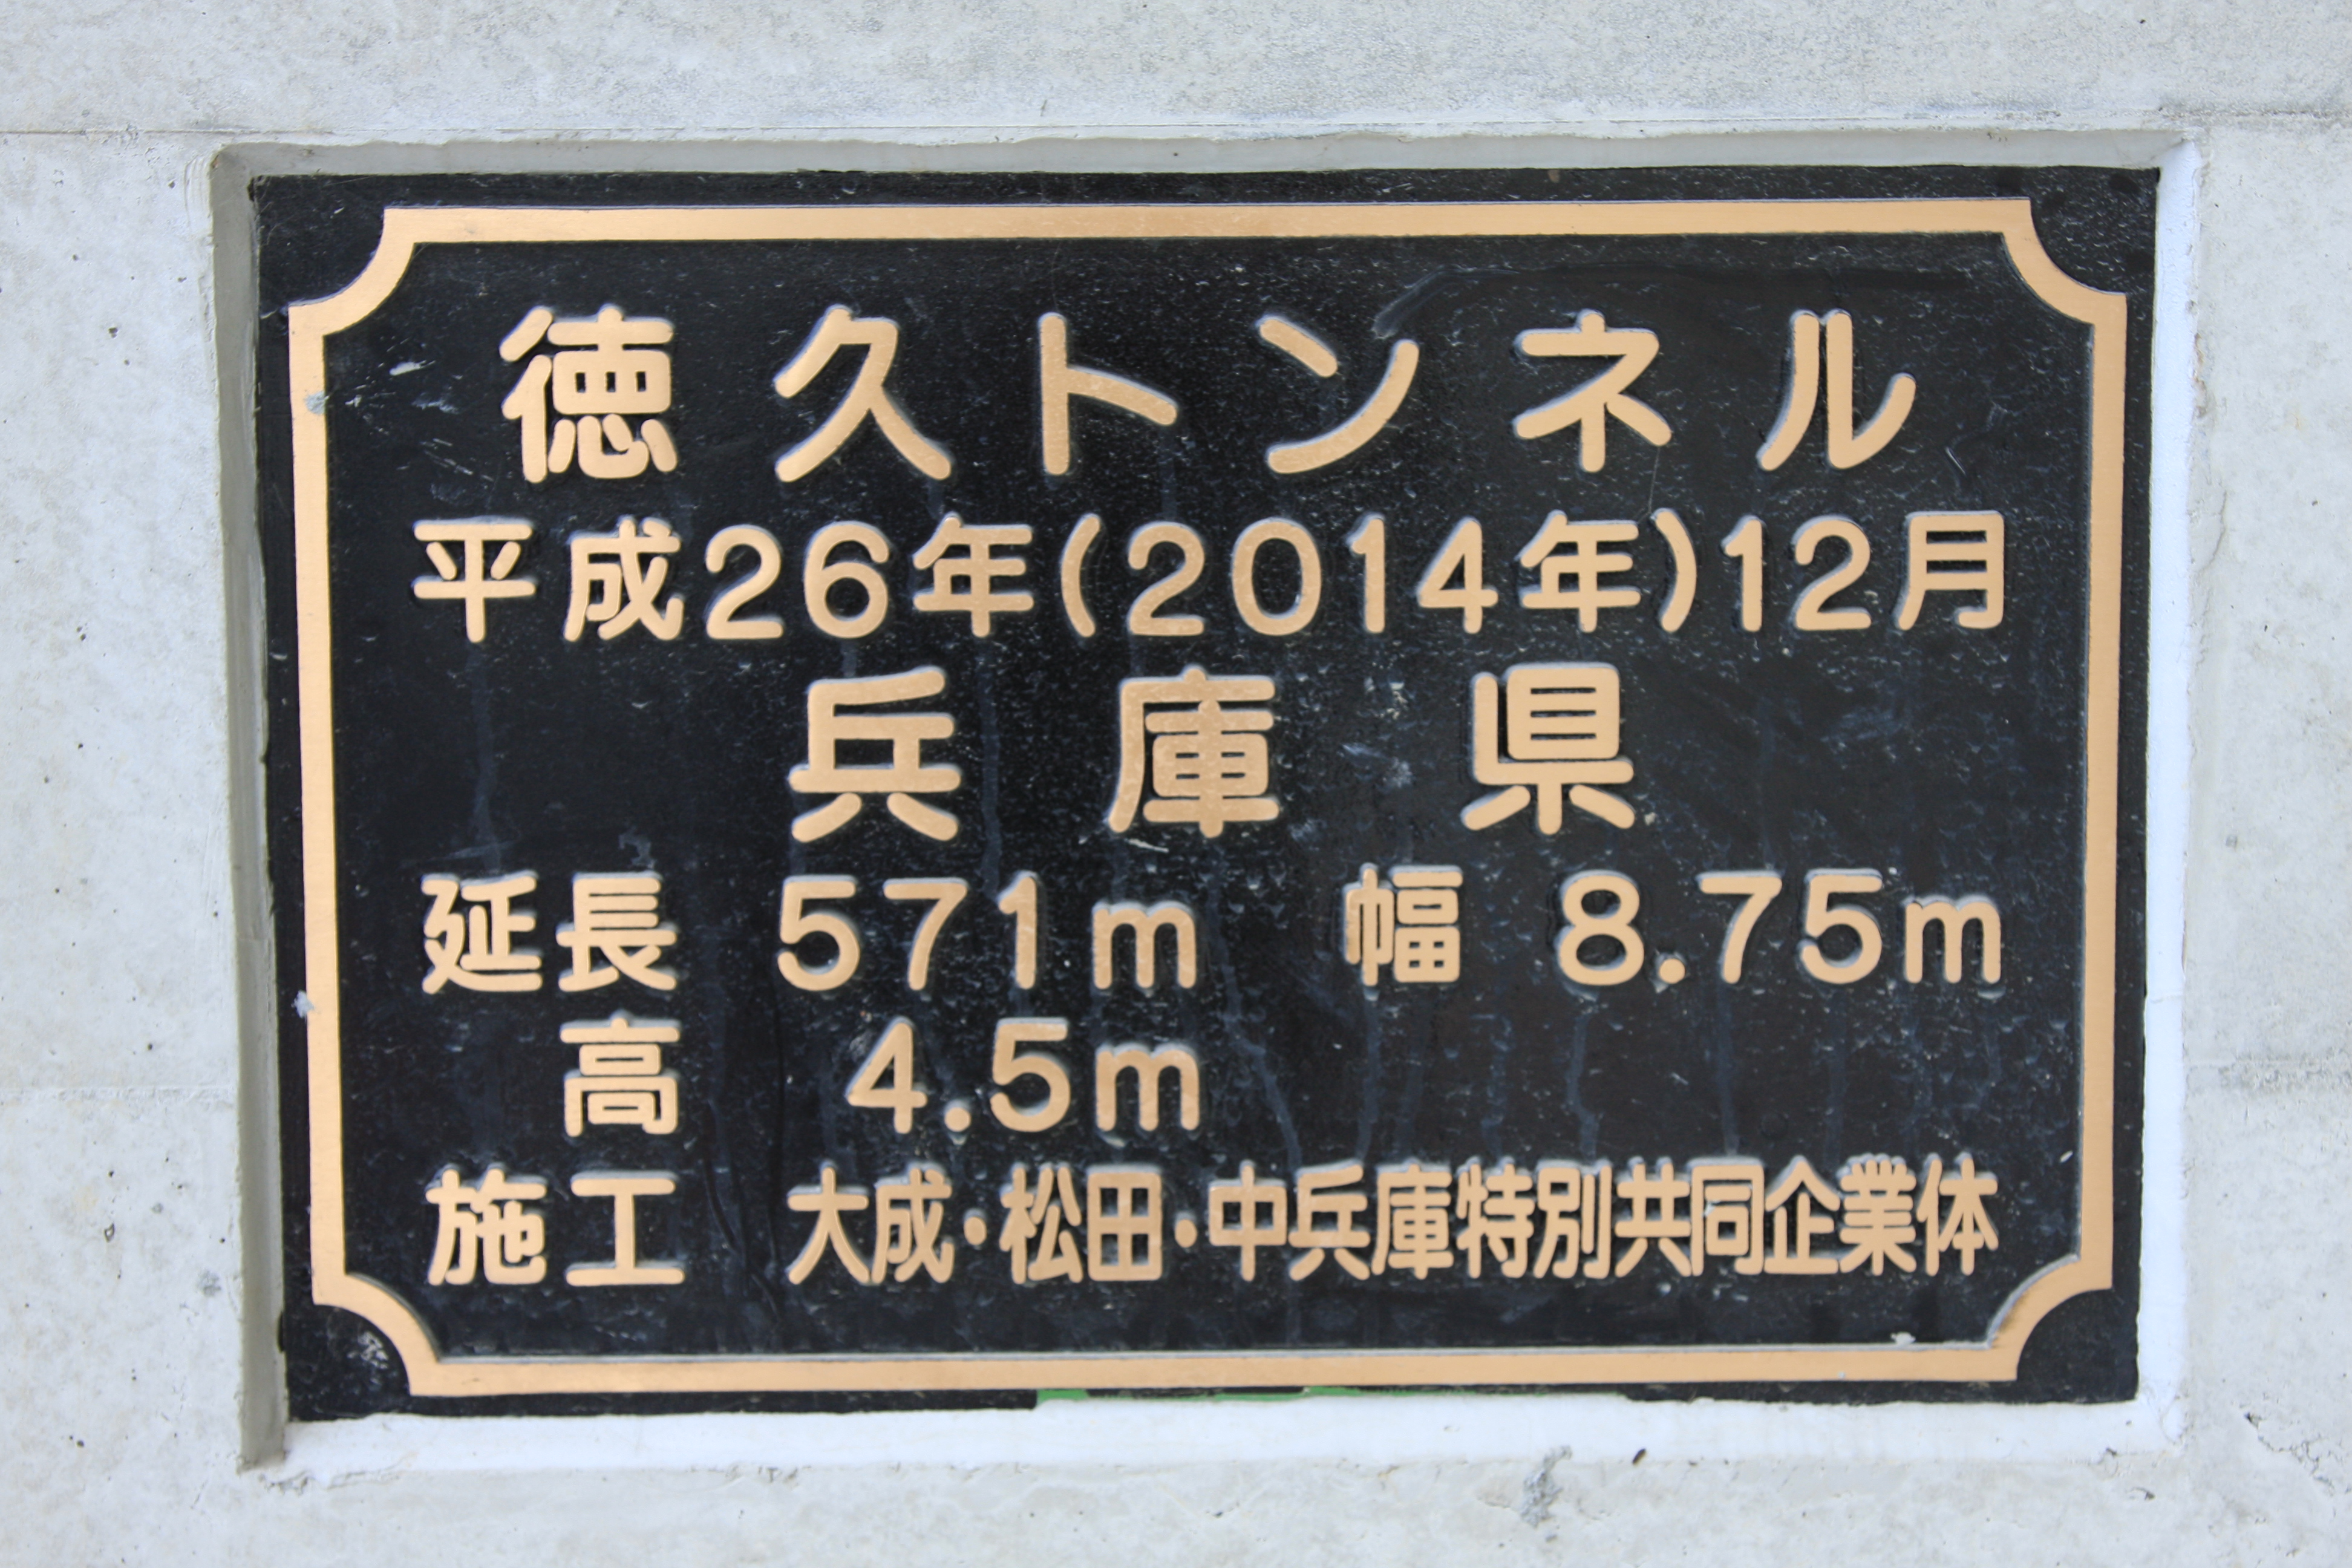 徳久トンネル
平成26年(2014年)12月
兵庫県
延長 571m 幅 8.75m
高 4.5m
施工 大成・松田・中兵庫特別共同企業体